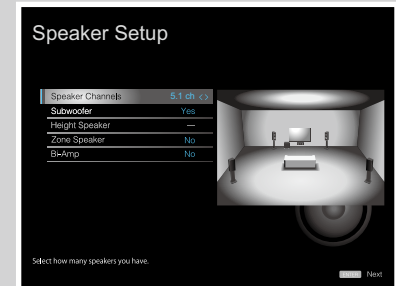 Speaker Setup
Speaker Channels 5.1 ch <>
Subwoofer Yes
Height Speaker —
Zone Speaker No
Bi-Amp No
Select how many speakers you have.
ENTER Next